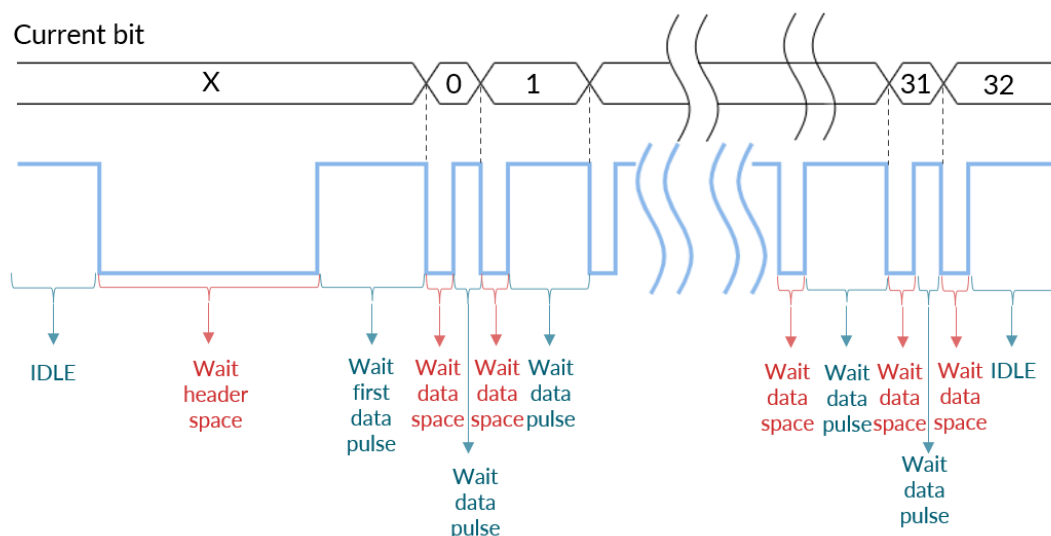 Current bit
X
0
1
31
32
IDLE
Wait
header
space
Wait
first
data
pulse
Wait
data
space
Wait
data
pulse
Wait
data
space
Wait
data
pulse
Wait
data
space
Wait
data
pulse
Wait
data
space
Wait
data
pulse
Wait
data
space
IDLE